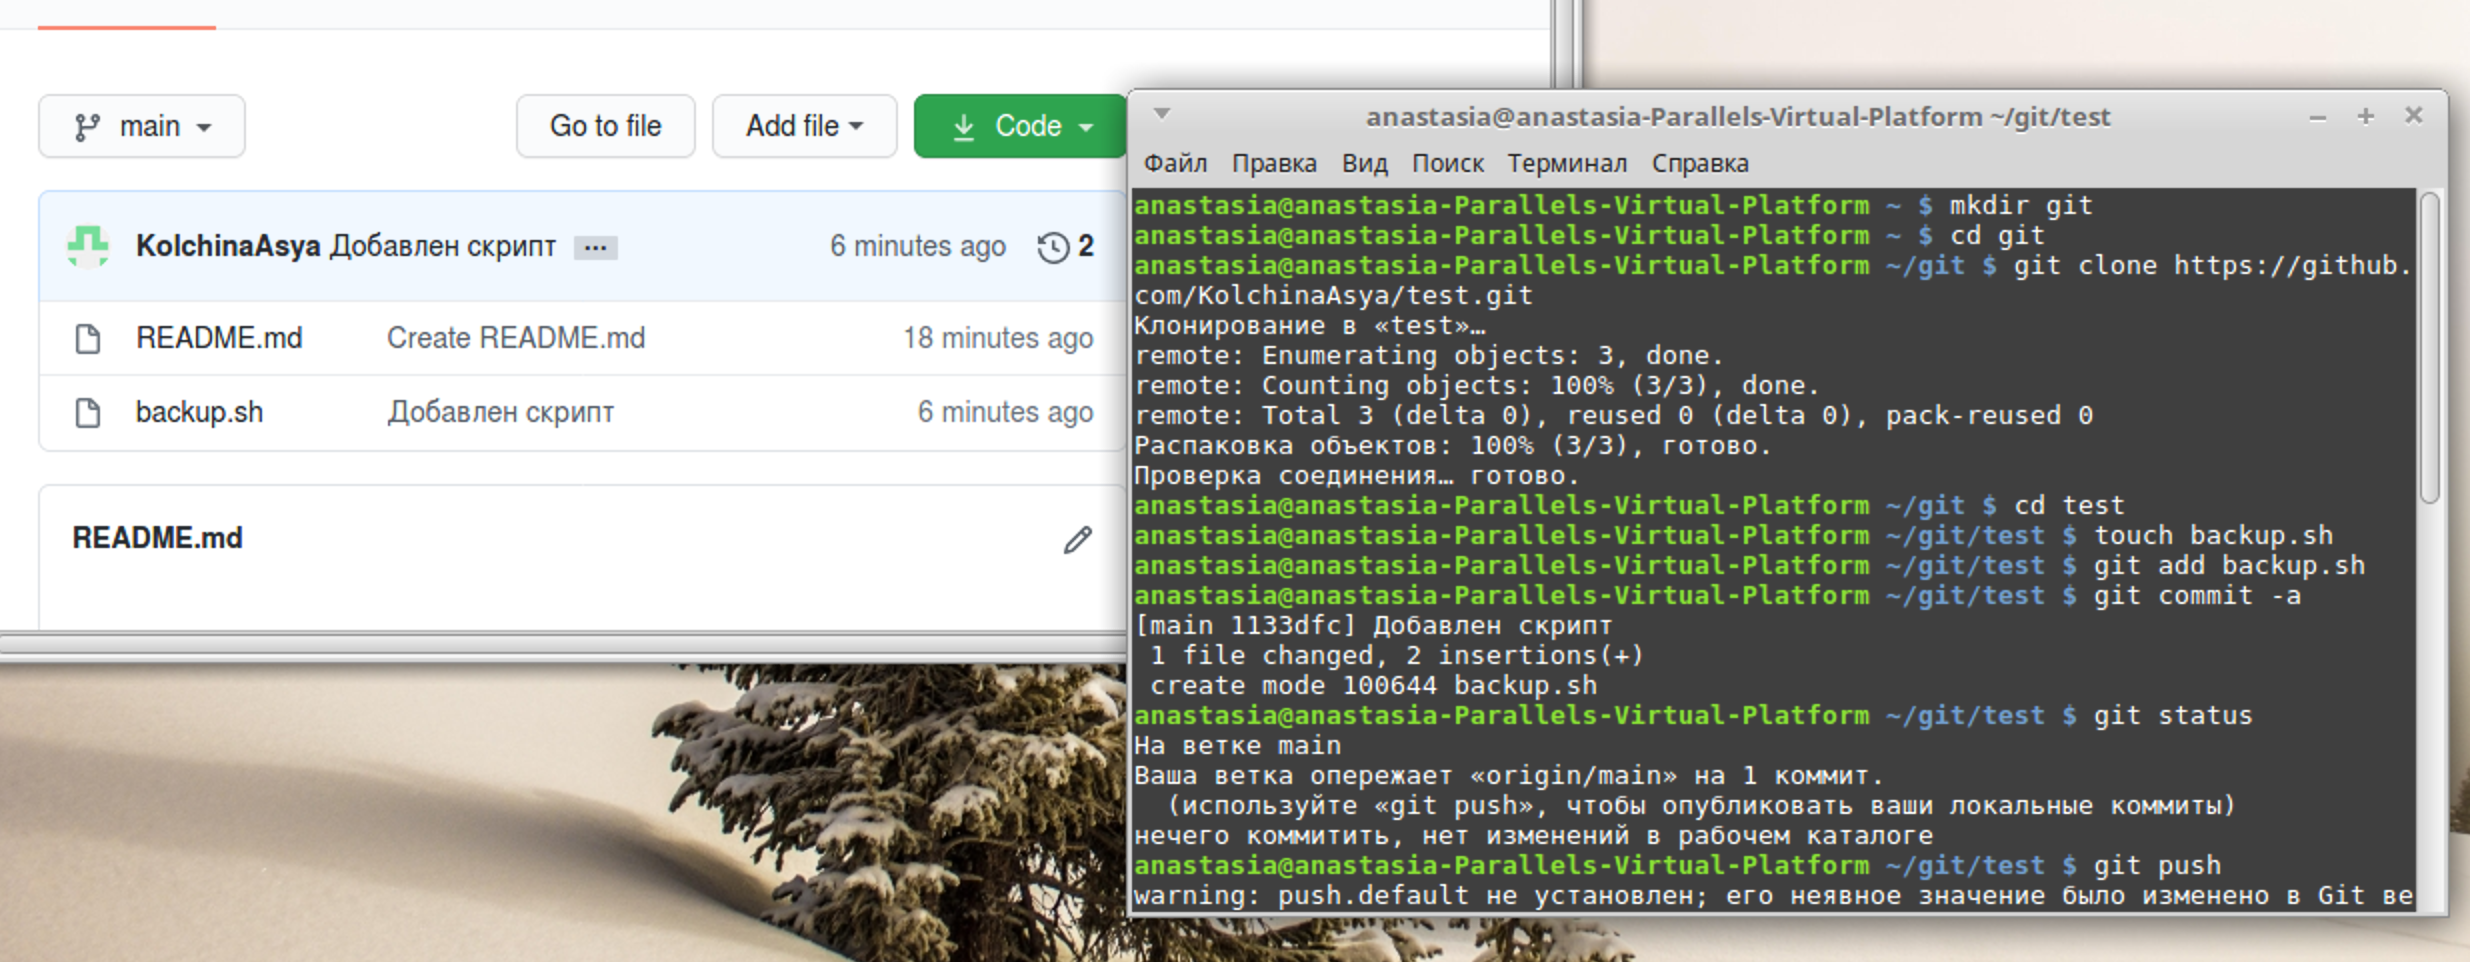 main
Go to file
Add file
Code
KolchinaAsya Добавлен скрипт ...
6 minutes ago
2
README.md Create README.md 18 minutes ago
backup.sh Добавлен скрипт 6 minutes ago
README.md
anastasia@anastasia-Parallels-Virtual-Platform ~/git/test
Файл Правка Вид Поиск Терминал Справка
anastasia@anastasia-Parallels-Virtual-Platform ~ $ mkdir git
anastasia@anastasia-Parallels-Virtual-Platform ~ $ cd git
anastasia@anastasia-Parallels-Virtual-Platform ~/git $ git clone https://github.
com/KolchinaAsya/test.git
Клонирование в «test»…
remote: Enumerating objects: 3, done.
remote: Counting objects: 100% (3/3), done.
remote: Total 3 (delta 0), reused 0 (delta 0), pack-reused 0
Распаковка объектов: 100% (3/3), готово.
Проверка соединения… готово.
anastasia@anastasia-Parallels-Virtual-Platform ~/git $ cd test
anastasia@anastasia-Parallels-Virtual-Platform ~/git/test $ touch backup.sh
anastasia@anastasia-Parallels-Virtual-Platform ~/git/test $ git add backup.sh
anastasia@anastasia-Parallels-Virtual-Platform ~/git/test $ git commit -a
[main 1133dfc] Добавлен скрипт
 1 file changed, 2 insertions(+)
 create mode 100644 backup.sh
anastasia@anastasia-Parallels-Virtual-Platform ~/git/test $ git status
На ветке main
Ваша ветка опережает «origin/main» на 1 коммит.
  (используйте «git push», чтобы опубликовать ваши локальные коммиты)
нечего коммитить, нет изменений в рабочем каталоге
anastasia@anastasia-Parallels-Virtual-Platform ~/git/test $ git push
warning: push.default не установлен; его неявное значение было изменено в Git ве